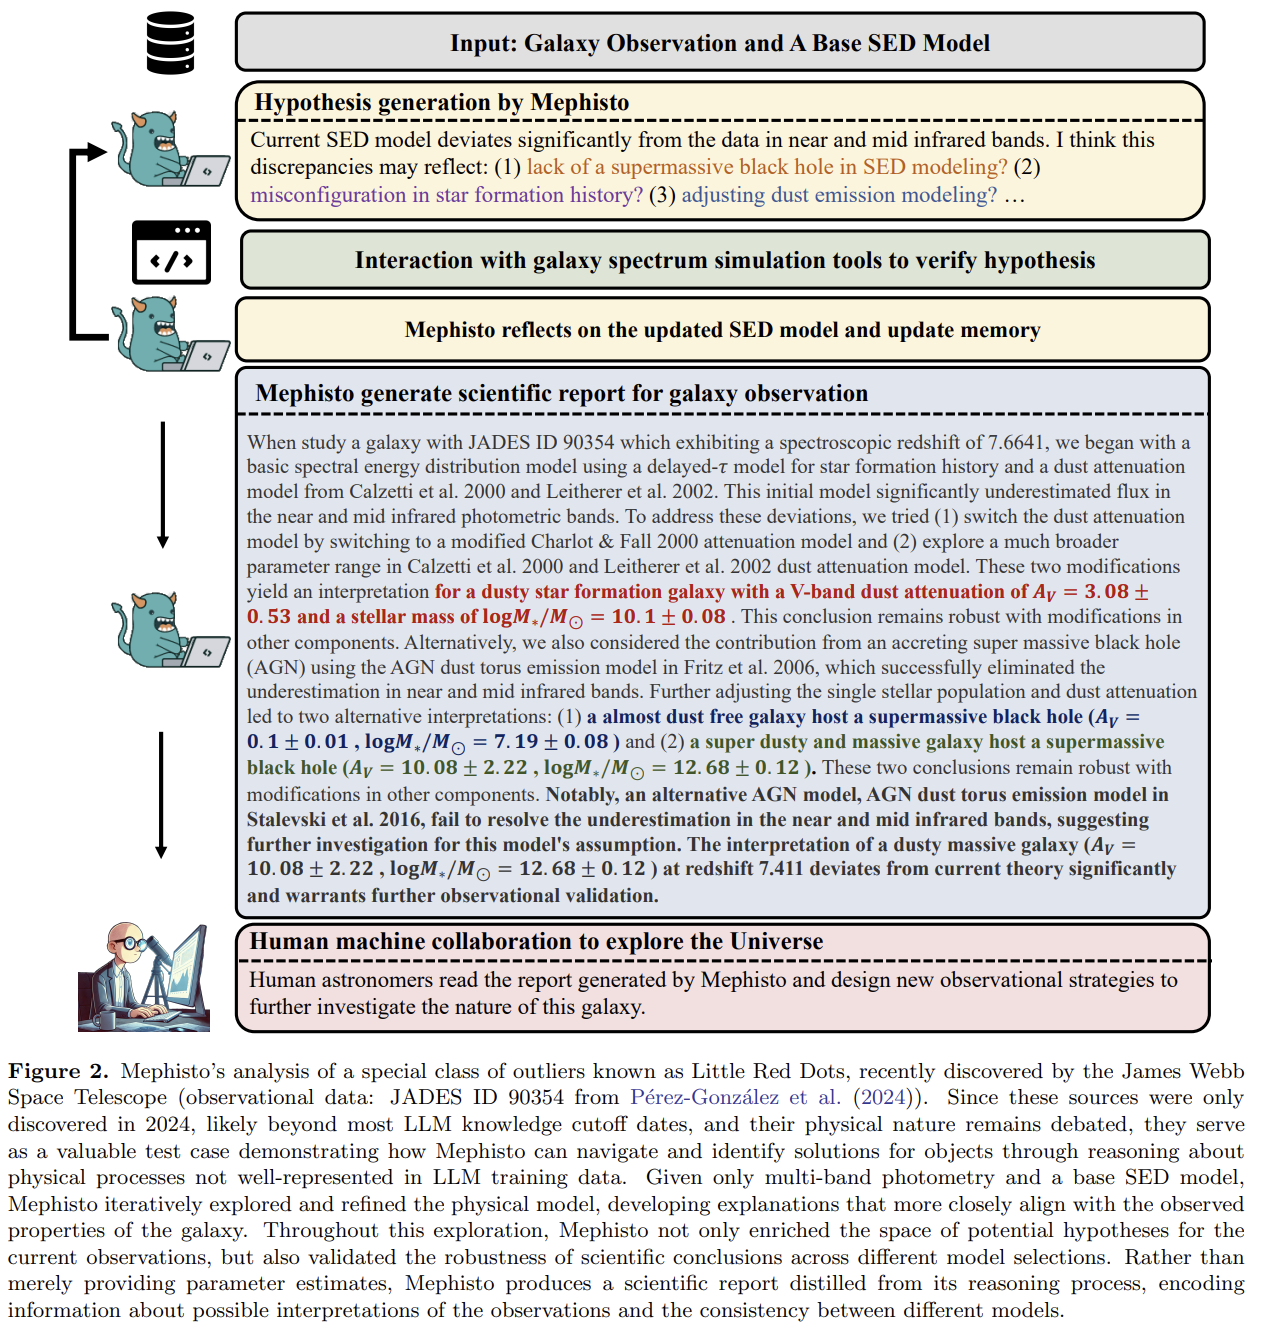 Input: Galaxy Observation and A Base SED Model
Hypothesis generation by Mephisto
Current SED model deviates significantly from the data in near and mid infrared bands. I think this
discrepancies may reflect: (1) lack of a supermassive black hole in SED modeling? (2)
misconfiguration in star formation history? (3) adjusting dust emission modeling? …
Interaction with galaxy spectrum simulation tools to verify hypothesis
Mephisto reflects on the updated SED model and update memory
Mephisto generate scientific report for galaxy observation
When study a galaxy with JADES ID 90354 which exhibiting a spectroscopic redshift of 7.6641, we began with a
basic spectral energy distribution model using a delayed-τ model for star formation history and a dust attenuation
model from Calzetti et al. 2000 and Leitherer et al. 2002. This initial model significantly underestimated flux in
the near and mid infrared photometric bands. To address these deviations, we tried (1) switch the dust attenuation
model by switching to a modified Charlot & Fall 2000 attenuation model and (2) explore a much broader
parameter range in Calzetti et al. 2000 and Leitherer et al. 2002 dust attenuation model. These two modifications
yield an interpretation for a dusty star formation galaxy with a V-band dust attenuation of A_V = 3.08 ±
0.53 and a stellar mass of logM_*/M_⊙ = 10.1 ± 0.08 . This conclusion remains robust with modifications in
other components. Alternatively, we also considered the contribution from an accreting super massive black hole
(AGN) using the AGN dust torus emission model in Fritz et al. 2006, which successfully eliminated the
underestimation in near and mid infrared bands. Further adjusting the single stellar population and dust attenuation
led to two alternative interpretations: (1) a almost dust free galaxy host a supermassive black hole (A_V =
0.1 ± 0.01 , logM_*/M_⊙ = 7.19 ± 0.08 ) and (2) a super dusty and massive galaxy host a supermassive
black hole (A_V = 10.08 ± 2.22 , logM_*/M_⊙ = 12.68 ± 0.12 ). These two conclusions remain robust with
modifications in other components. Notably, an alternative AGN model, AGN dust torus emission model in
Stalevski et al. 2016, fail to resolve the underestimation in the near and mid infrared bands, suggesting
further investigation for this model's assumption. The interpretation of a dusty massive galaxy (A_V =
10.08 ± 2.22 , logM_*/M_⊙ = 12.68 ± 0.12 ) at redshift 7.411 deviates from current theory significantly
and warrants further observational validation.
Human machine collaboration to explore the Universe
Human astronomers read the report generated by Mephisto and design new observational strategies to
further investigate the nature of this galaxy.
Figure 2. Mephisto's analysis of a special class of outliers known as Little Red Dots, recently discovered by the James Webb
Space Telescope (observational data: JADES ID 90354 from Pérez-González et al. (2024)). Since these sources were only
discovered in 2024, likely beyond most LLM knowledge cutoff dates, and their physical nature remains debated, they serve
as a valuable test case demonstrating how Mephisto can navigate and identify solutions for objects through reasoning about
physical processes not well-represented in LLM training data. Given only multi-band photometry and a base SED model,
Mephisto iteratively explored and refined the physical model, developing explanations that more closely align with the observed
properties of the galaxy. Throughout this exploration, Mephisto not only enriched the space of potential hypotheses for the
current observations, but also validated the robustness of scientific conclusions across different model selections. Rather than
merely providing parameter estimates, Mephisto produces a scientific report distilled from its reasoning process, encoding
information about possible interpretations of the observations and the consistency between different models.